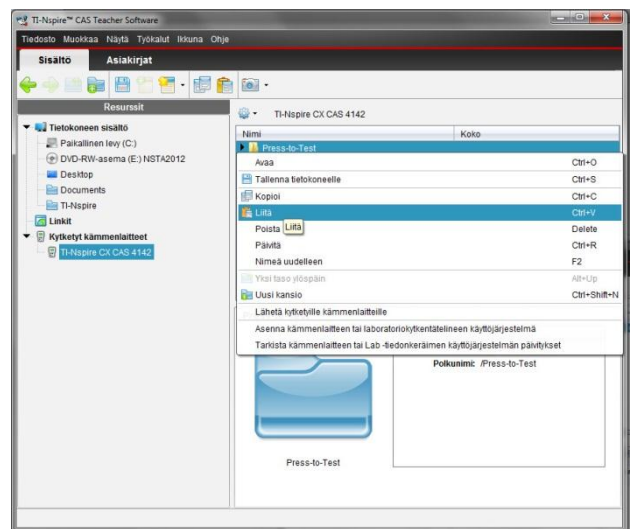 TI-Nspire™ CAS Teacher Software
Tiedosto Muokkaa Näytä Työkalut Ikkuna Ohje
Sisältö Asiakirjat
Resurssit
Tietokoneen sisältö
Paikallinen levy (C:)
DVD-RW-asema (E:) NSTA2012
Desktop
Documents
TI-Nspire
Linkit
Kytketyt kämmenlaitteet
TI-Nspire CX CAS 4142
TI-Nspire CX CAS 4142
Nimi Koko
Press-to-Test
Avaa Ctrl+O
Tallenna tietokoneelle Ctrl+S
Kopioi Ctrl+C
Liitä Ctrl+V
Poista Liitä Delete
Päivitä Ctrl+R
Nimeä uudelleen F2
Yksi taso ylöspäin Alt+Up
Uusi kansio Ctrl+Shift+N
Lähetä kytketyille kämmenlaitteille
Asenna kämmenlaitteen tai laboratoriokytkentätelineen käyttöjärjestelmä
Tarkista kämmenlaitteen tai Lab -tiedonkeräimen käyttöjärjestelmän päivitykset
Polkunimi: /Press-to-Test
Press-to-Test